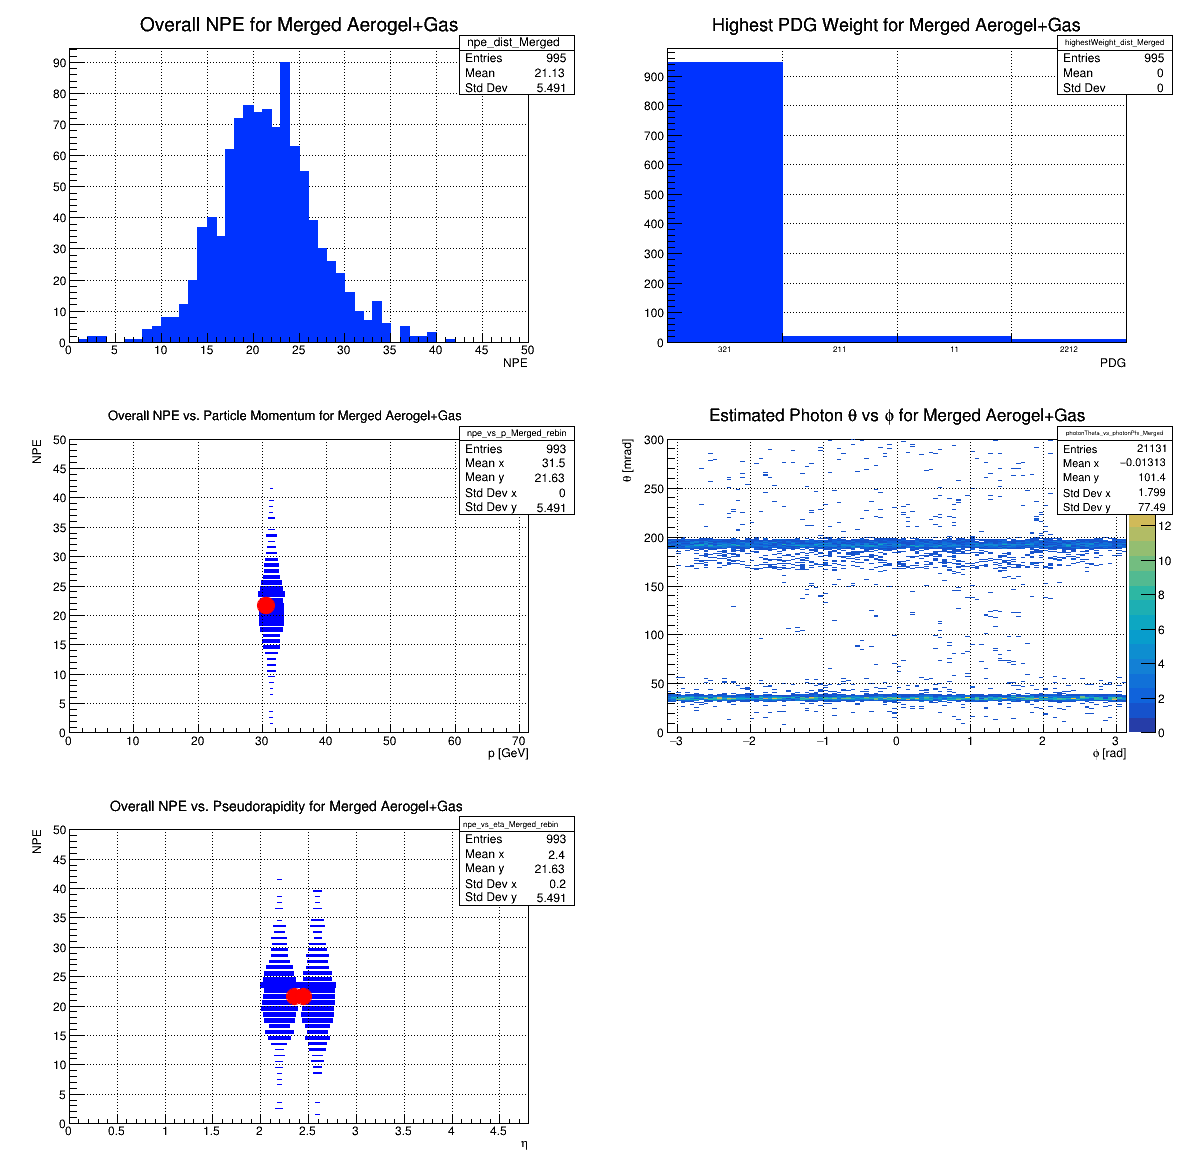 Overall NPE for Merged Aerogel+Gas
npe_dist_Merged
Entries 995
Mean 21.13
Std Dev 5.491
90
80
70
60
50
40
30
20
10
0
0 5 10 15 20 25 30 35 40 45 50
NPE
Highest PDG Weight for Merged Aerogel+Gas
highestWeight_dist_Merged
Entries 995
Mean 0
Std Dev 0
900
800
700
600
500
400
300
200
100
0
321 211 11 2212
PDG
Overall NPE vs. Particle Momentum for Merged Aerogel+Gas
npe_vs_p_Merged_rebin
Entries 993
Mean x 31.5
Mean y 21.63
Std Dev x 0
Std Dev y 5.491
NPE
50
45
40
35
30
25
20
15
10
5
0
0 10 20 30 40 50 60 70
p [GeV]
Estimated Photon θ vs ϕ for Merged Aerogel+Gas
photonTheta_vs_photonPhi_Merged
Entries 21131
Mean x −0.01313
Mean y 101.4
Std Dev x 1.799
Std Dev y 77.49
θ [mrad]
300
250
200
150
100
50
0
−3 −2 −1 0 1 2 3
ϕ [rad]
12
10
8
6
4
2
0
Overall NPE vs. Pseudorapidity for Merged Aerogel+Gas
npe_vs_eta_Merged_rebin
Entries 993
Mean x 2.4
Mean y 21.63
Std Dev x 0.2
Std Dev y 5.491
NPE
50
45
40
35
30
25
20
15
10
5
0
0 0.5 1 1.5 2 2.5 3 3.5 4 4.5
η